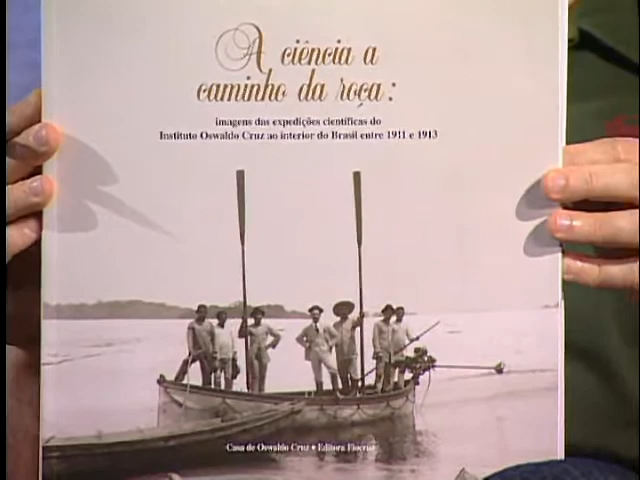 A ciência a
caminho da roça:
imagens das expedições científicas do
Instituto Oswaldo Cruz ao interior do Brasil entre 1911 e 1913
Casa de Oswaldo Cruz • Editora Fiocruz